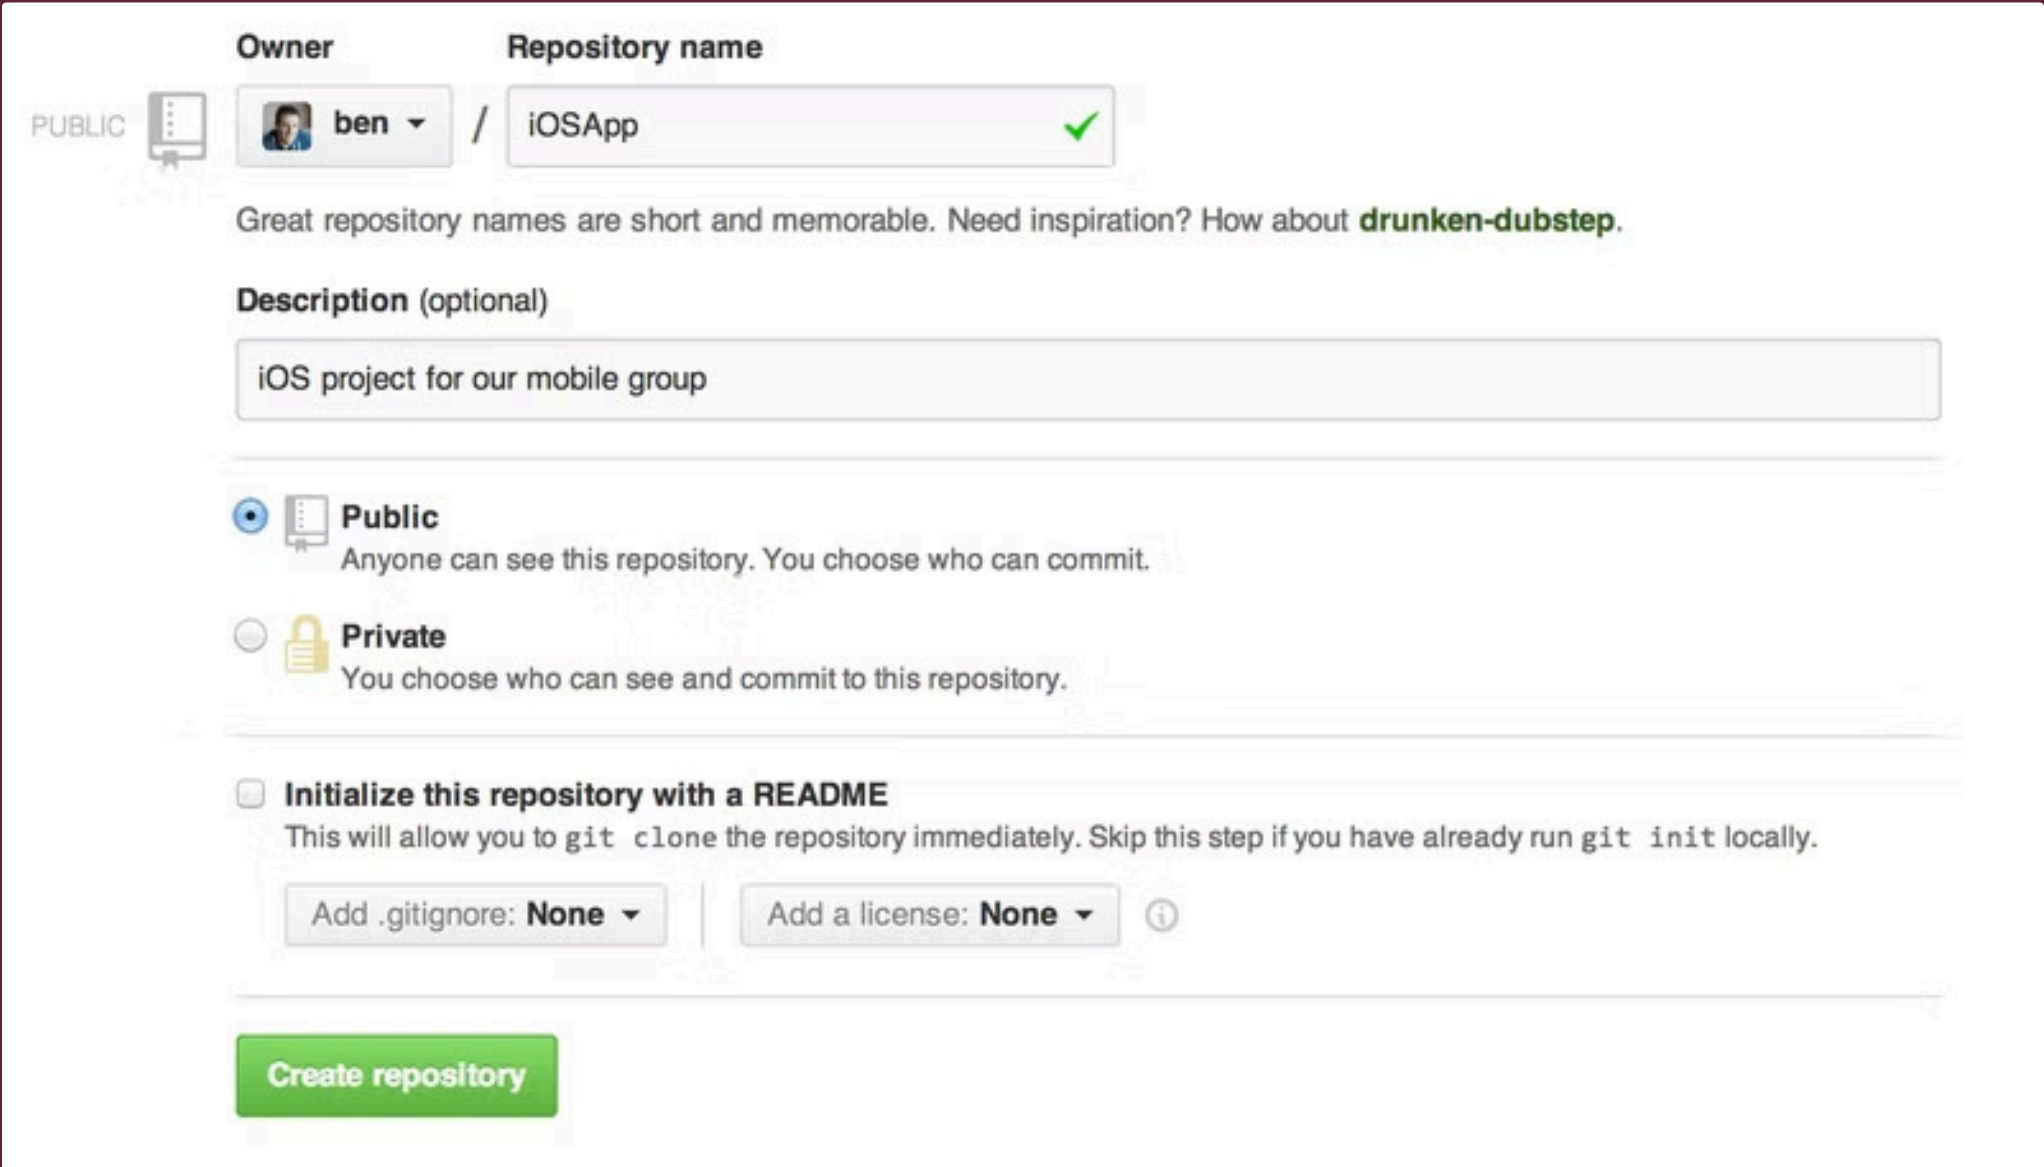 Owner
Repository name
PUBLIC
ben / iOSApp
Great repository names are short and memorable. Need inspiration? How about drunken-dubstep.
Description (optional)
iOS project for our mobile group
Public
Anyone can see this repository. You choose who can commit.
Private
You choose who can see and commit to this repository.
Initialize this repository with a README
This will allow you to git clone the repository immediately. Skip this step if you have already run git init locally.
Add .gitignore: None
Add a license: None
Create repository